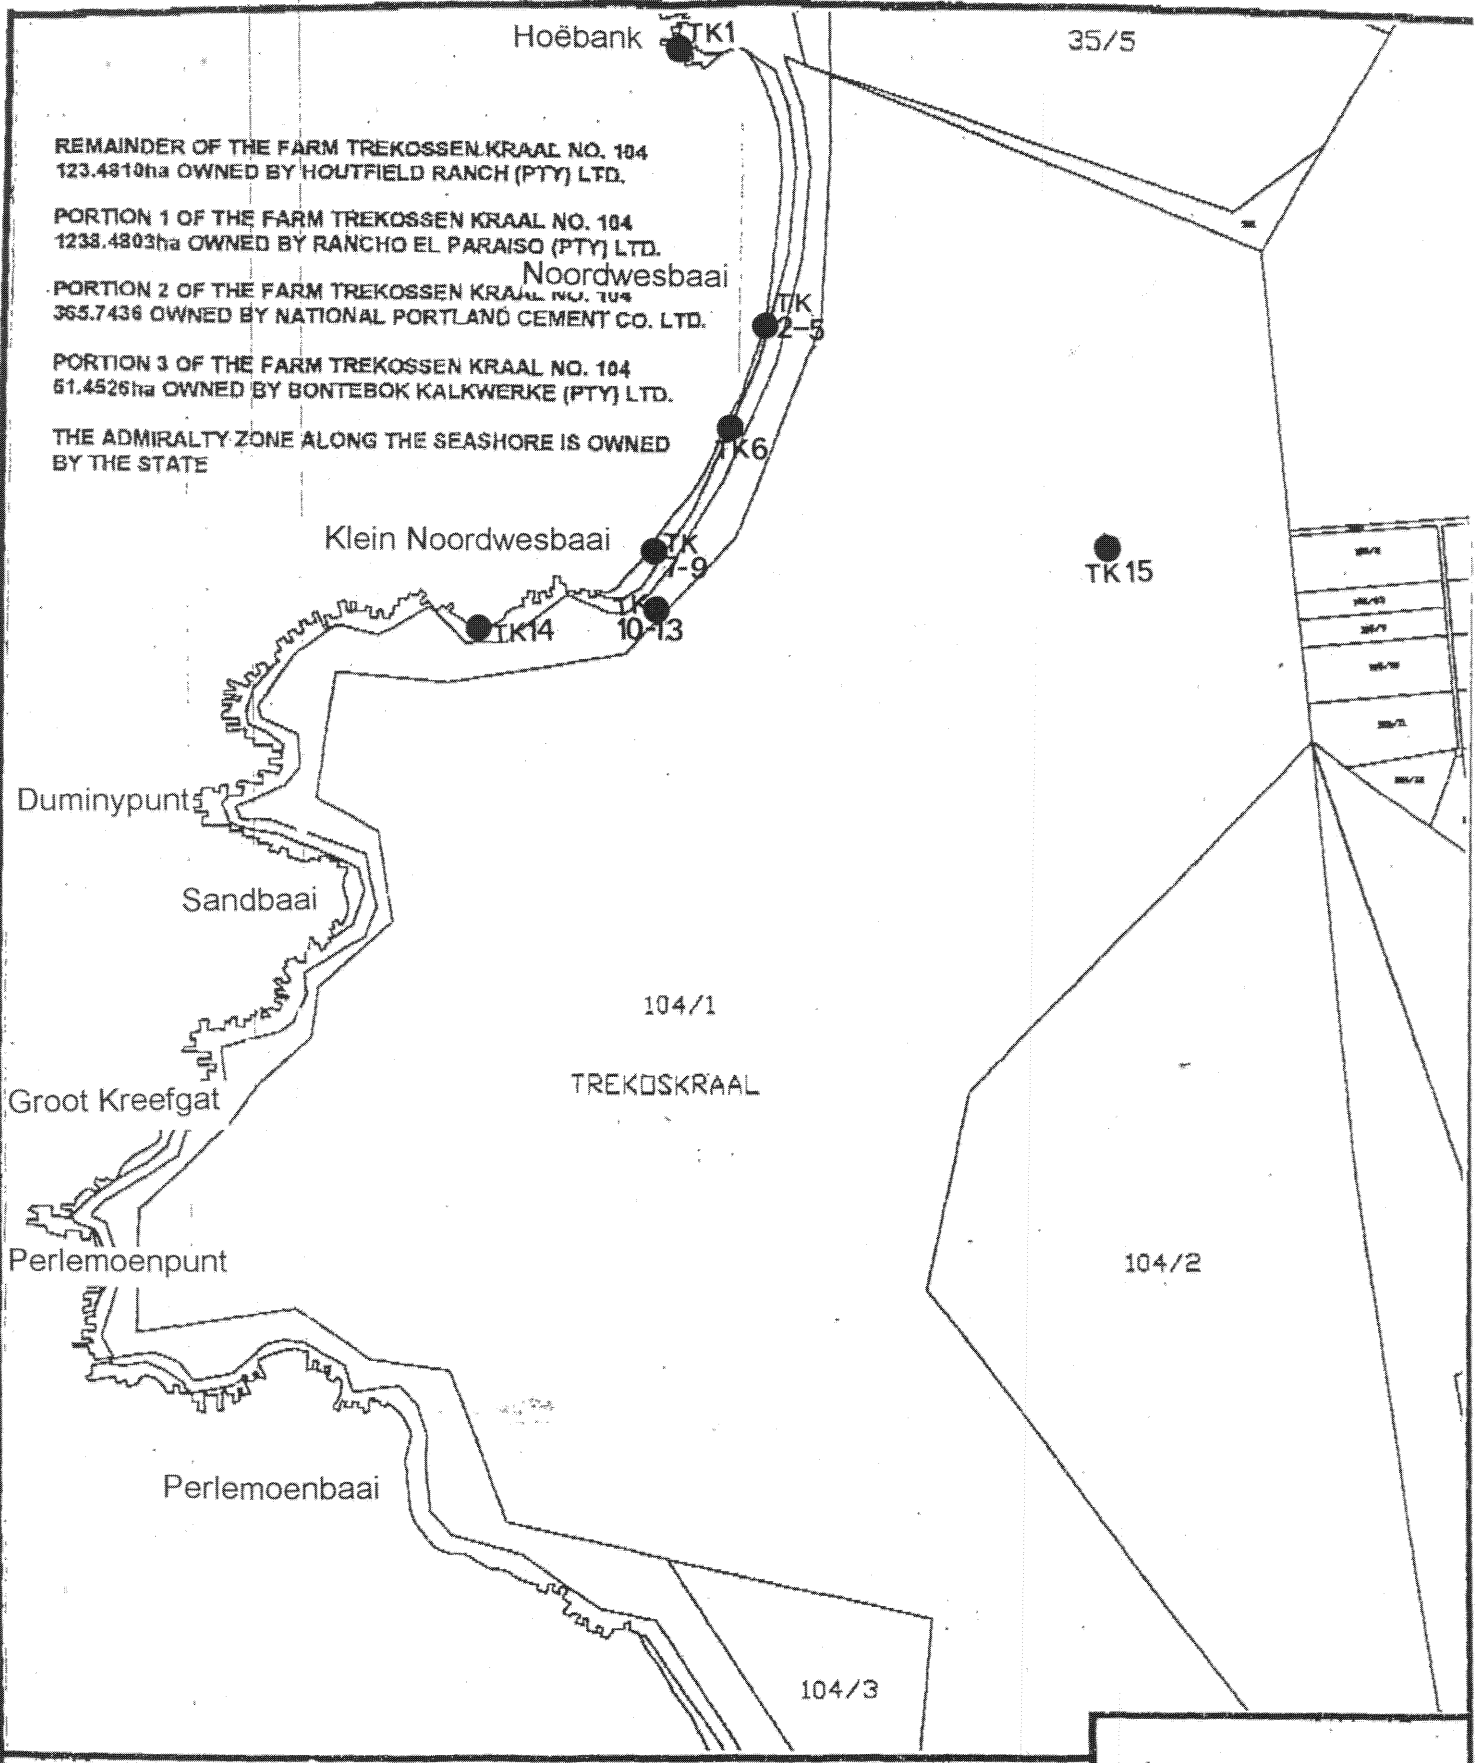 Hoëbank
TK1
35/5
REMAINDER OF THE FARM TREKOSSEN KRAAL NO. 104
123.4810ha OWNED BY HOUTFIELD RANCH (PTY) LTD.
PORTION 1 OF THE FARM TREKOSSEN KRAAL NO. 104
1238.4803ha OWNED BY RANCHO EL PARAISO (PTY) LTD.
Noordwesbaai
PORTION 2 OF THE FARM TREKOSSEN KRAAL NO. 104
365.7436 OWNED BY NATIONAL PORTLAND CEMENT CO. LTD.
TK
2-5
PORTION 3 OF THE FARM TREKOSSEN KRAAL NO. 104
61.4526ha OWNED BY BONTEBOK KALKWERKE (PTY) LTD.
THE ADMIRALTY ZONE ALONG THE SEASHORE IS OWNED
BY THE STATE
TK6
Klein Noordwesbaai
TK
7-9
TK15
TK
10-13
TK14
Duminypunt
Sandbaai
104/1
TREKOSKRAAL
Groot Kreefgat
Perlemoenpunt
104/2
Perlemoenbaai
104/3